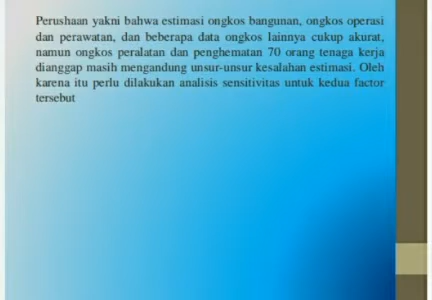 Perushaan yakni bahwa estimasi ongkos bangunan, ongkos operasi
dan perawatan, dan beberapa data ongkos lainnya cukup akurat,
namun ongkos peralatan dan penghematan 70 orang tenaga kerja
dianggap masih mengandung unsur-unsur kesalahan estimasi. Oleh
karena itu perlu dilakukan analisis sensitivitas untuk kedua factor
tersebut